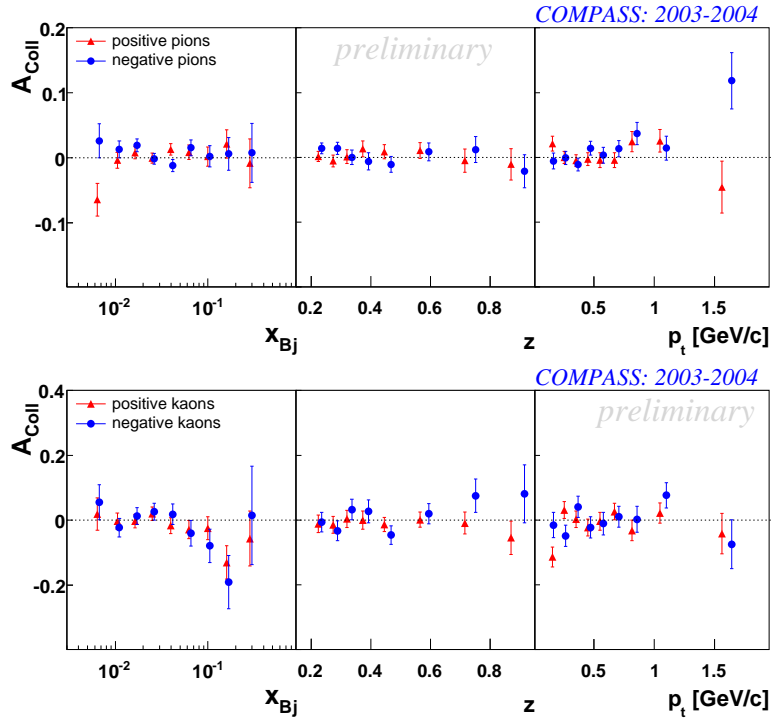 COMPASS: 2003-2004
A_Coll
0.2
0.1
0
-0.1
positive pions
negative pions
preliminary
10^-2
10^-1
0.2
0.4
0.6
0.8
0.5
1
1.5
x_Bj
z
p_t [GeV/c]
COMPASS: 2003-2004
A_Coll
0.4
0.2
0
-0.2
positive kaons
negative kaons
preliminary
10^-2
10^-1
0.2
0.4
0.6
0.8
0.5
1
1.5
x_Bj
z
p_t [GeV/c]